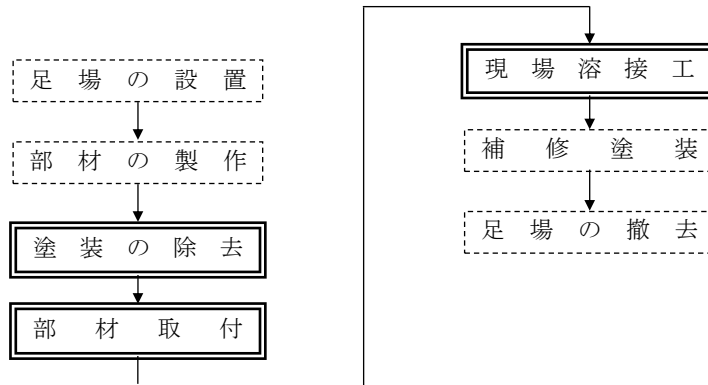 足場の設置
部材の製作
塗装の除去
部材取付
現場溶接工
補修塗装
足場の撤去